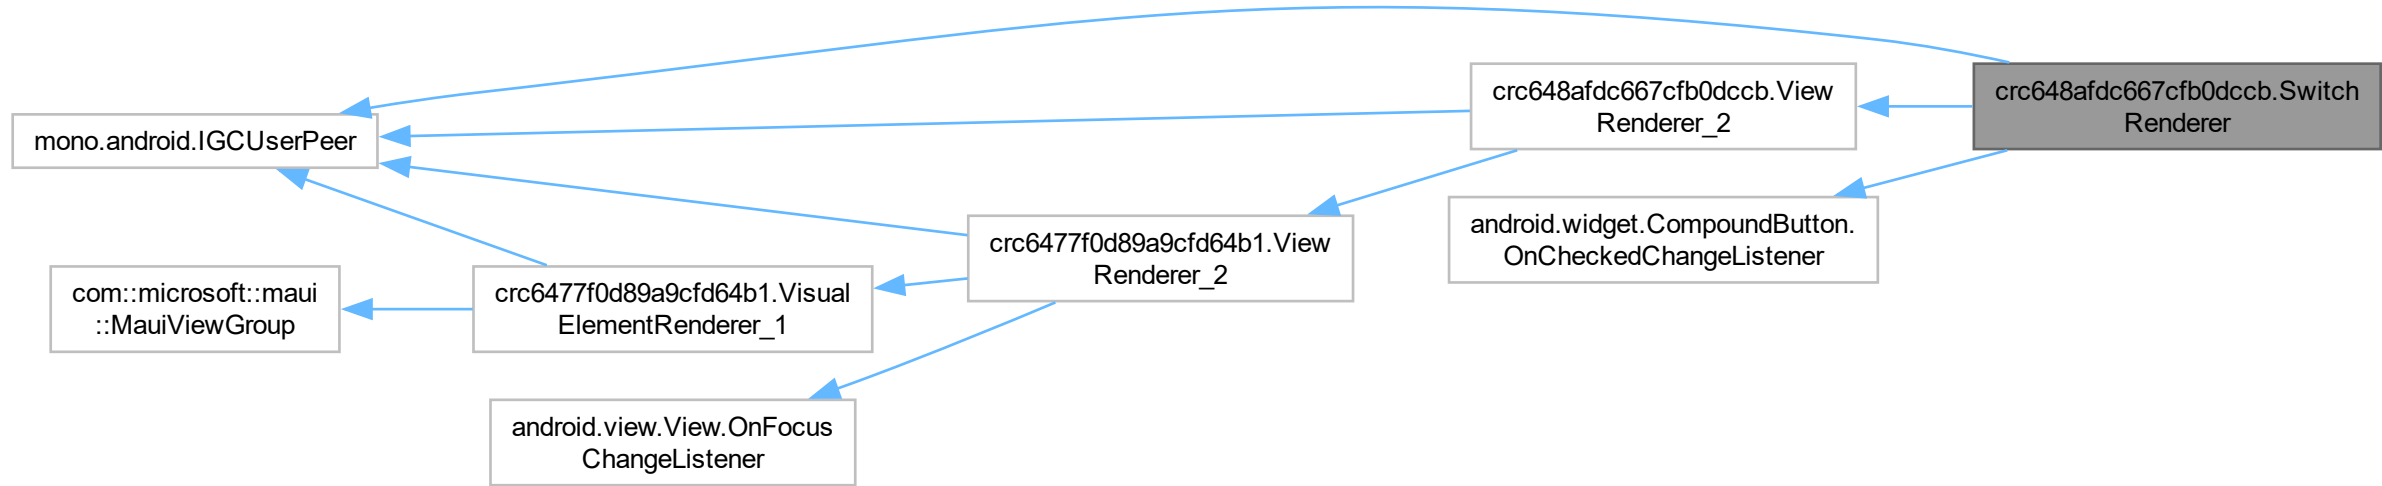 mono.android.IGCUserPeer
com::microsoft::maui
::MauiViewGroup
crc6477f0d89a9cfd64b1.Visual
ElementRenderer_1
android.view.View.OnFocus
ChangeListener
crc6477f0d89a9cfd64b1.View
Renderer_2
crc648afdc667cfb0dccb.View
Renderer_2
android.widget.CompoundButton.
OnCheckedChangeListener
crc648afdc667cfb0dccb.Switch
Renderer